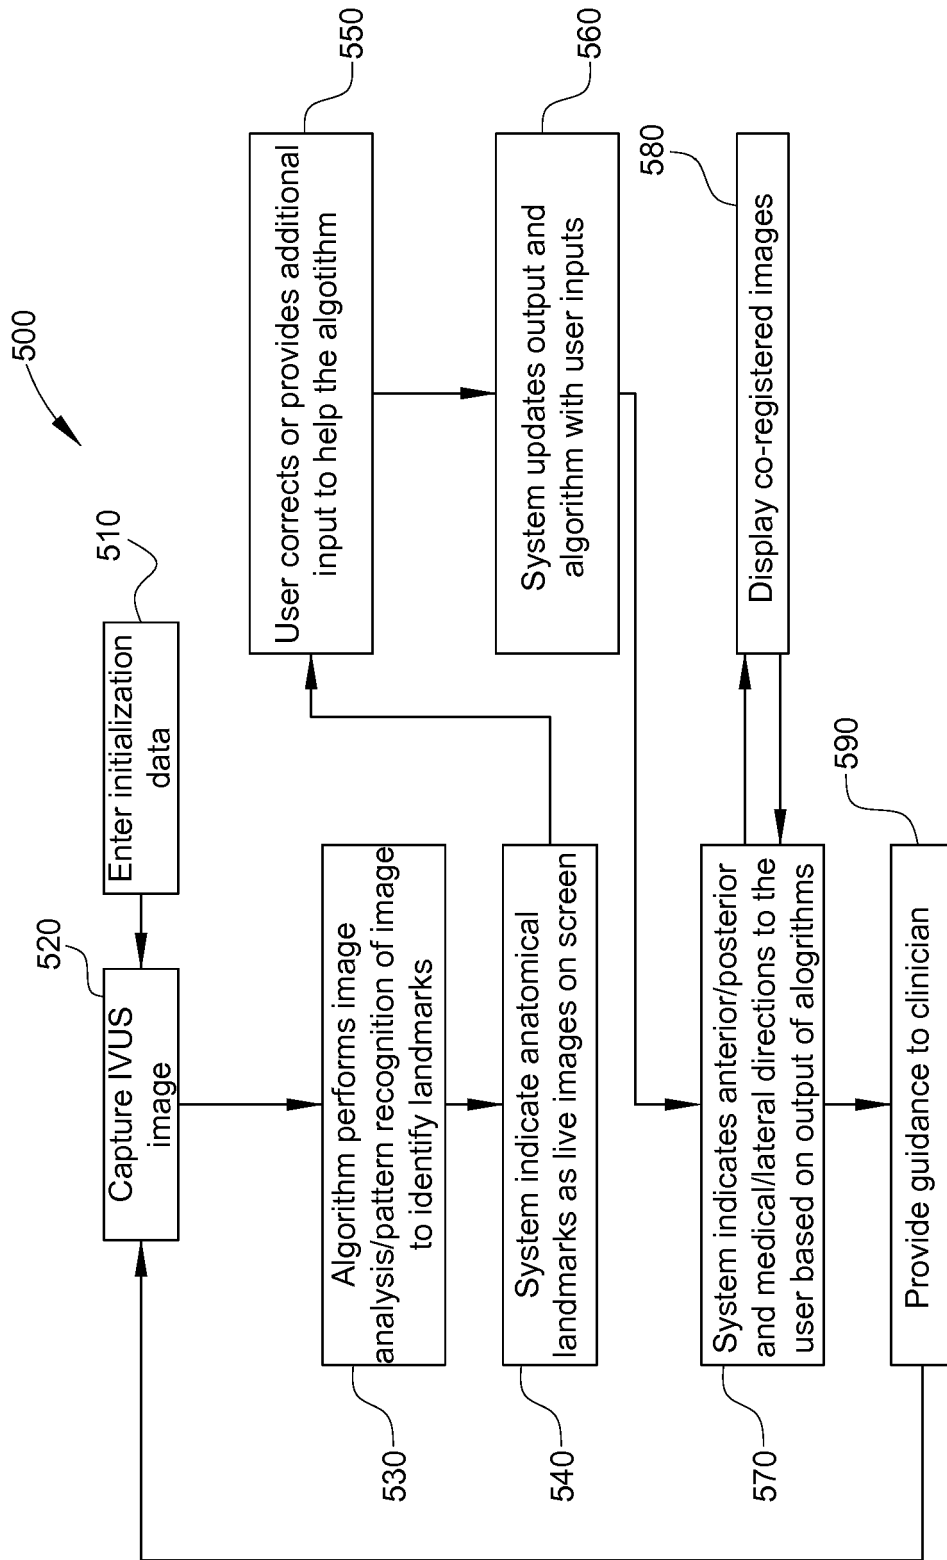 500
510
Enter initialization
data
520
Capture IVUS
image
530
Algorithm performs image
analysis/pattern recognition of image
to identify landmarks
540
System indicate anatomical
landmarks as live images on screen
550
User corrects or provides additional
input to help the algotithm
560
System updates output and
algorithm with user inputs
570
System indicates anterior/posterior
and medical/lateral directions to the
user based on output of alogrithms
580
Display co-registered images
590
Provide guidance to clinician